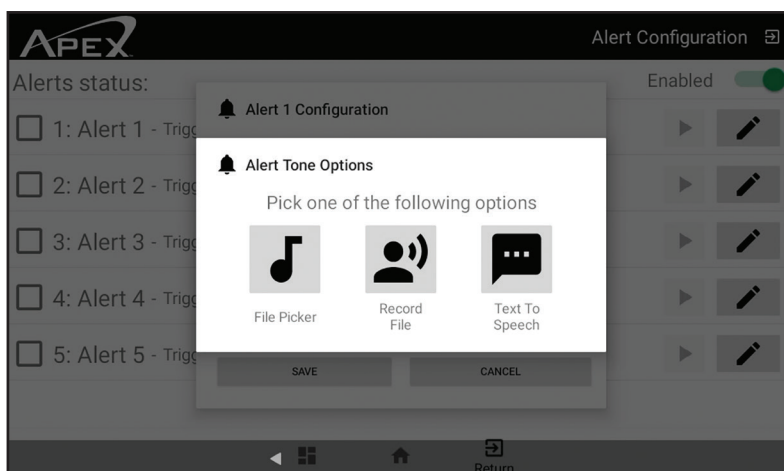 APEX
Alert Configuration
Alerts status:
Enabled
Alert 1 Configuration
1: Alert 1 - Trigg
Alert Tone Options
2: Alert 2 - Trigg
Pick one of the following options
3: Alert 3 - Trigg
4: Alert 4 - Trigg
File Picker
Record
File
Text To
Speech
5: Alert 5 - Trigg
SAVE
CANCEL
Return